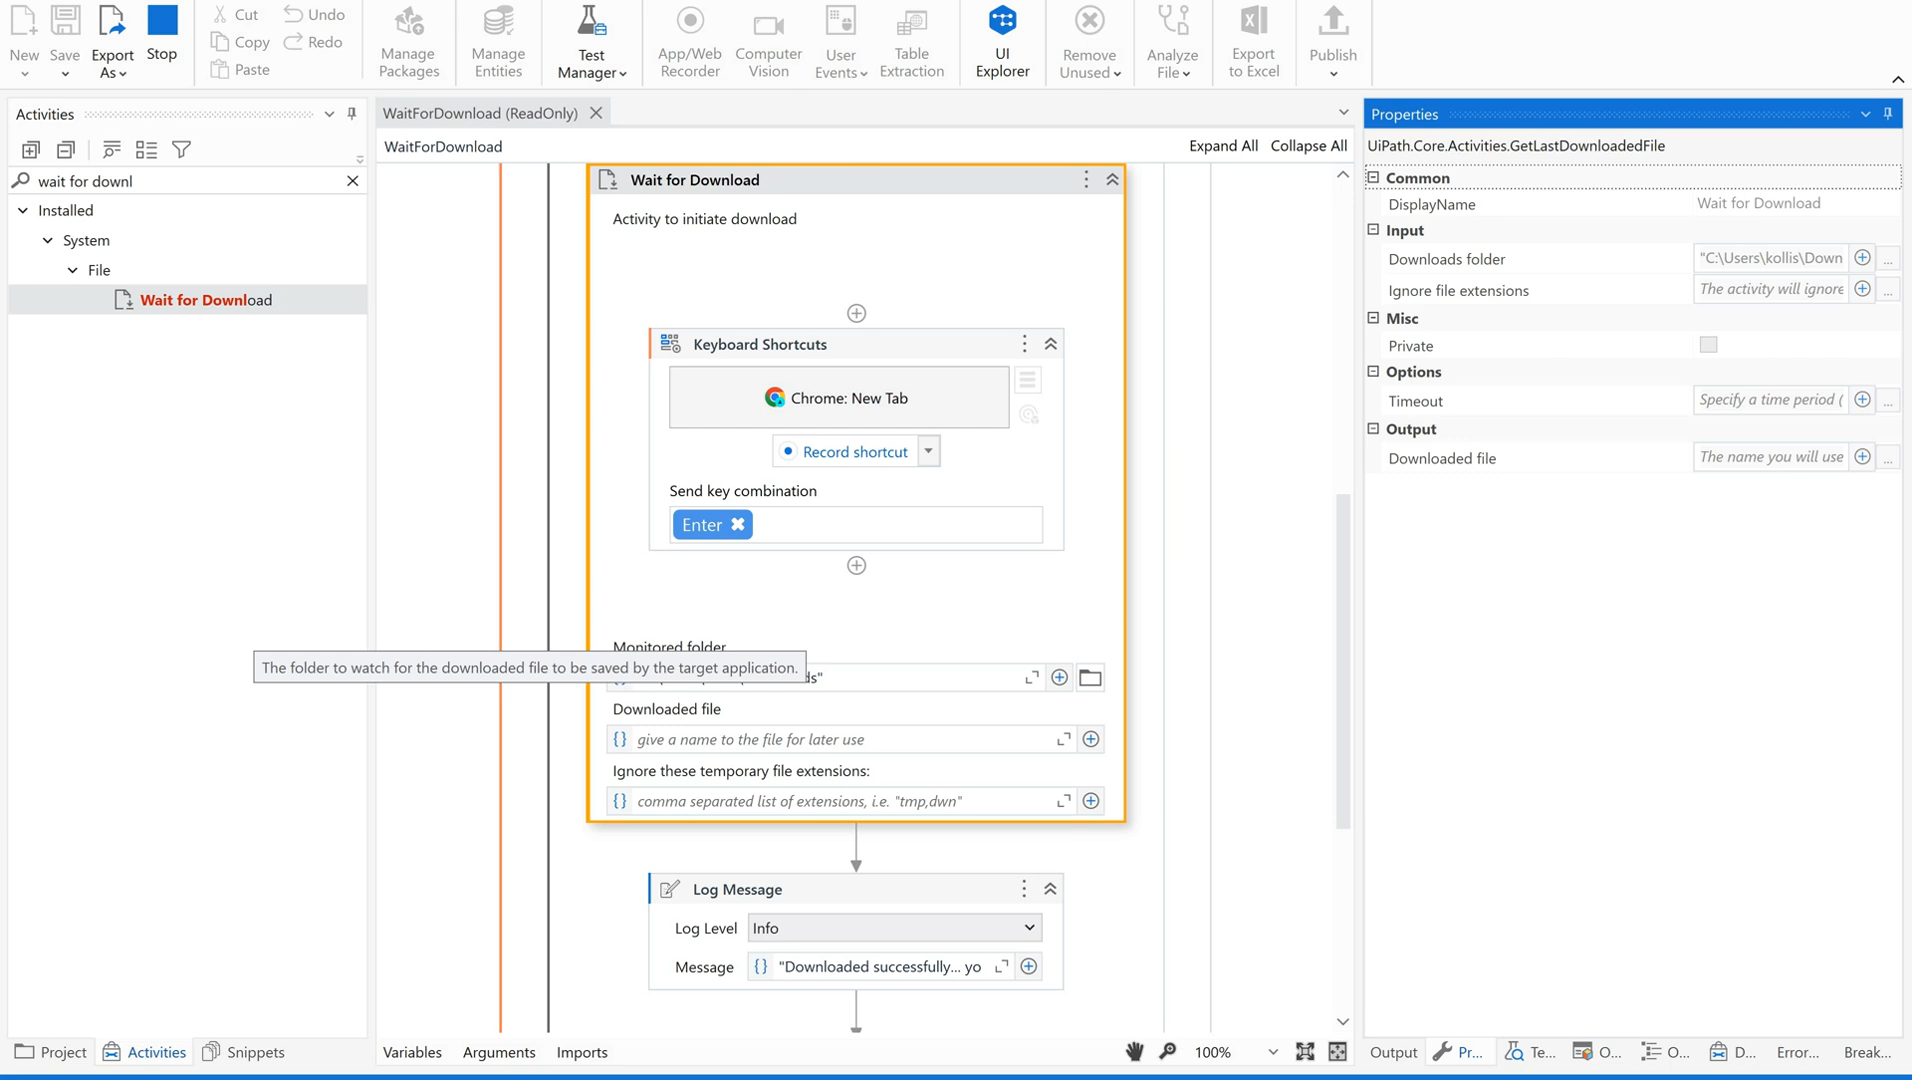 New
Save
Export
As
Stop
Cut
Copy
Paste
Undo
Redo
Manage
Packages
Manage
Entities
Test
Manager
App/Web
Recorder
Computer
Vision
User
Events
Table
Extraction
UI
Explorer
Remove
Unused
Analyze
File
Export
to Excel
Publish
Activities
wait for downl
Installed
System
File
Wait for Download
WaitForDownload (ReadOnly)
WaitForDownload
Expand All
Collapse All
Wait for Download
Activity to initiate download
Keyboard Shortcuts
Chrome: New Tab
Record shortcut
Send key combination
Enter
Monitored folder
The folder to watch for the downloaded file to be saved by the target application.
ds"
Downloaded file
{} give a name to the file for later use
Ignore these temporary file extensions:
{} comma separated list of extensions, i.e. "tmp,dwn"
Log Message
Log Level Info
Message {} "Downloaded successfully... yo
Properties
UiPath.Core.Activities.GetLastDownloadedFile
Common
DisplayName Wait for Download
Input
Downloads folder "C:\Users\kollis\Down ...
Ignore file extensions The activity will ignore ...
Misc
Private
Options
Timeout Specify a time period ( ...
Output
Downloaded file The name you will use ...
Project
Activities
Snippets
Variables
Arguments
Imports
100%
Output
Pr...
Te...
O...
O...
D...
Error...
Break...